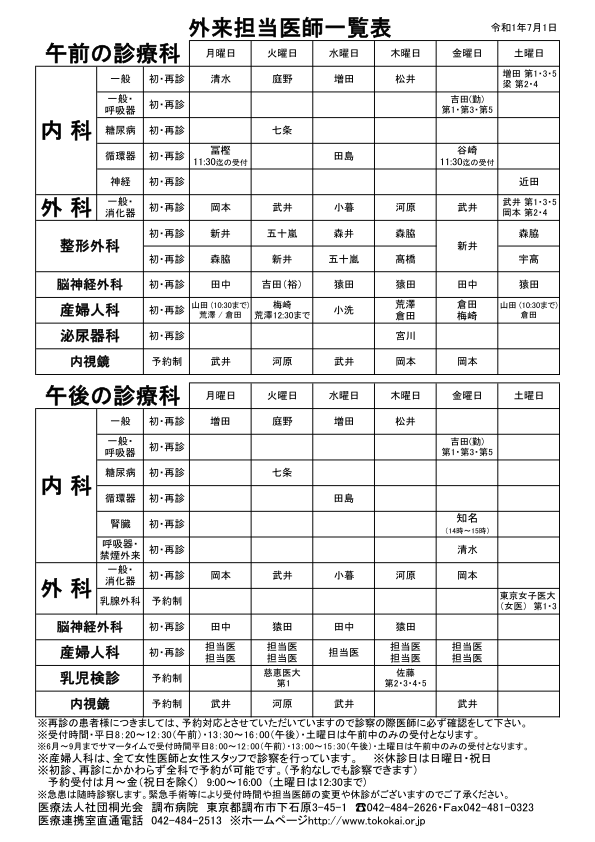 外来担当医師一覧表
令和1年7月1日
午前の診療科 月曜日 火曜日 水曜日 木曜日 金曜日 土曜日
内科 一般 初・再診 清水 庭野 増田 松井 増田 第1・3・5
梁 第2・4
一般・呼吸器 初・再診 吉田(勤)
第1・第3・第5
糖尿病 初・再診 七条
循環器 初・再診 冨樫 田島 谷崎
11:30迄の受付 11:30迄の受付
神経 初・再診 近田
外科 一般・消化器 初・再診 岡本 武井 小暮 河原 武井 武井 第1・3・5
岡本 第2・4
整形外科 初・再診 新井 五十嵐 森井 森脇 新井 森脇
初・再診 森脇 新井 五十嵐 髙橋 宇高
脳神経外科 初・再診 田中 吉田(裕) 猿田 猿田 田中 猿田
産婦人科 初・再診 山田(10:30まで) 梅崎 小洗 荒澤 倉田 山田(10:30まで)
荒澤 / 倉田 荒澤12:30まで 倉田 梅崎 倉田
泌尿器科 初・再診 宮川
内視鏡 予約制 武井 河原 武井 岡本 岡本
午後の診療科 月曜日 火曜日 水曜日 木曜日 金曜日 土曜日
内科 一般 初・再診 増田 庭野 増田 松井
一般・呼吸器 初・再診 吉田(勤)
第1・第3・第5
糖尿病 初・再診 七条
循環器 初・再診 田島
腎臓 初・再診 知名
(14時~15時)
呼吸器・禁煙外来 初・再診 清水
外科 一般・消化器 初・再診 岡本 武井 小暮 河原 岡本
乳腺外科 予約制 東京女子医大
(女医) 第1・3
脳神経外科 初・再診 田中 猿田 田中 猿田
産婦人科 初・再診 担当医 担当医 担当医 担当医 担当医
担当医 担当医 担当医 担当医
乳児検診 予約制 慈恵医大 佐藤
第1 第2・3・4・5
内視鏡 予約制 武井 河原 武井 武井
※再診の患者様につきましては、予約対応とさせていただいていますので診察の際医師に必ず確認をして下さい。
※受付時間・平日8:20~12:30(午前)・13:30~16:00(午後)・土曜日は午前中のみの受付となります。
※6月~9月までサマータイムで受付時間平日8:00~12:00(午前)・13:00~15:30(午後)・土曜日は午前中のみの受付となります。
※産婦人科は、全て女性医師と女性スタッフで診察を行っています。 ※休診日は日曜日・祝日
※初診、再診にかかわらず全科で予約が可能です。(予約なしでも診察できます)
予約受付は月~金(祝日を除く) 9:00~16:00 (土曜日は12:30まで)
※急患は随時診察します。緊急手術等により受付時間や担当医師の変更や休診がございますのでご了承ください。
医療法人社団桐光会 調布病院 東京都調布市下石原3-45-1 ☎042-484-2626・Fax042-481-0323
医療連携室直通電話 042-484-2513 ※ホームページhttp://www.tokokai.or.jp